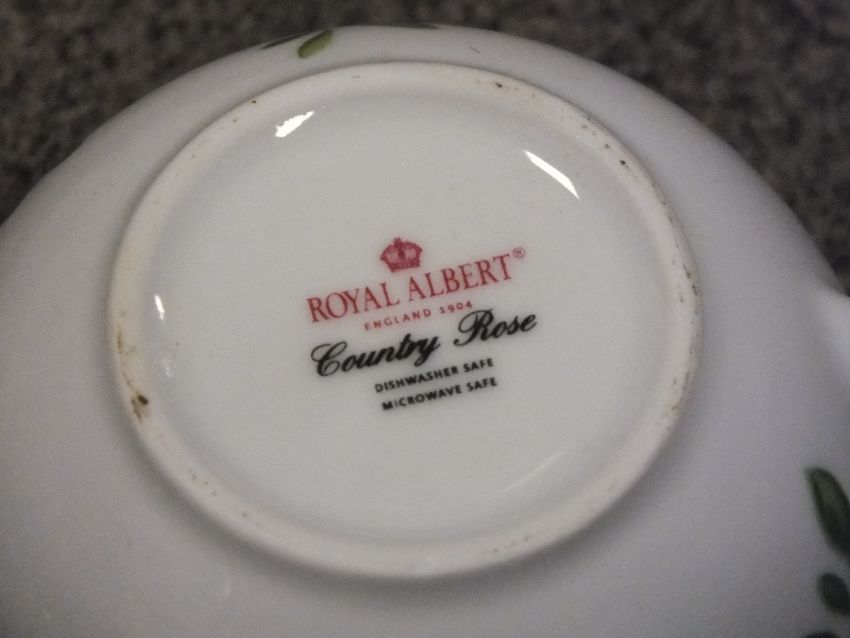 ROYAL ALBERT®
ENGLAND 1904
Country Rose
DISHWASHER SAFE
MICROWAVE SAFE